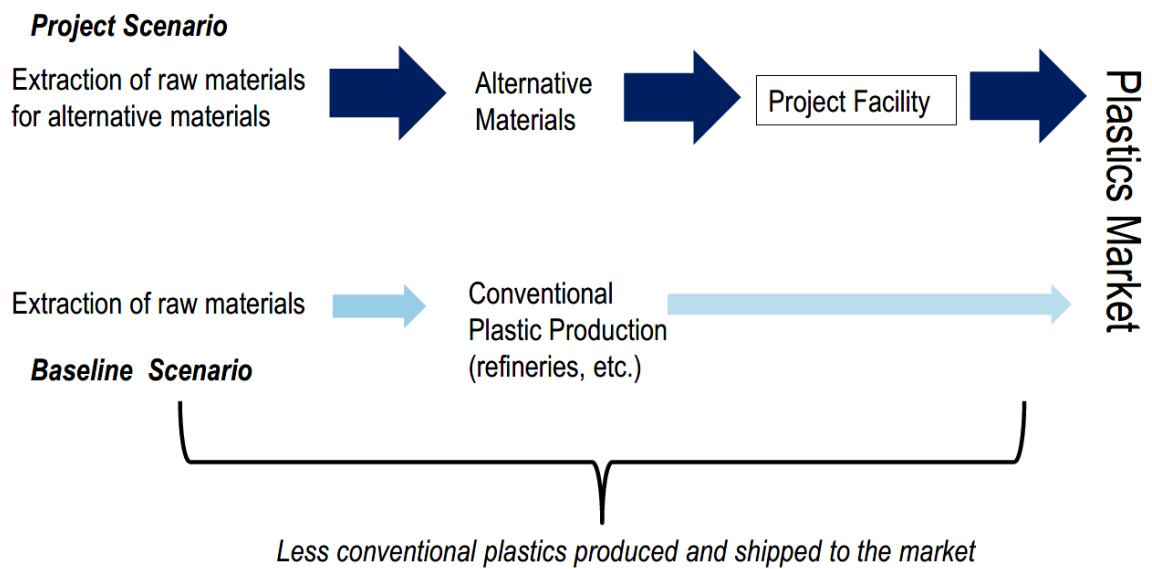 Project Scenario
Extraction of raw materials
for alternative materials
Alternative
Materials
Project Facility
Plastics Market
Extraction of raw materials
Conventional
Plastic Production
(refineries, etc.)
Baseline Scenario
Less conventional plastics produced and shipped to the market